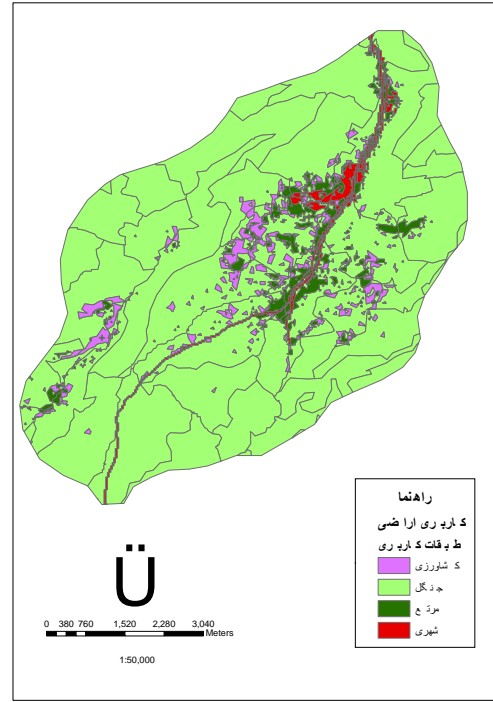 راهنما
کاربری اراضی
طبقات کاربری
کشاورزی
جنگل
مرتع
شهری
Ü
0 380 760 1,520 2,280 3,040
Meters
1:50,000